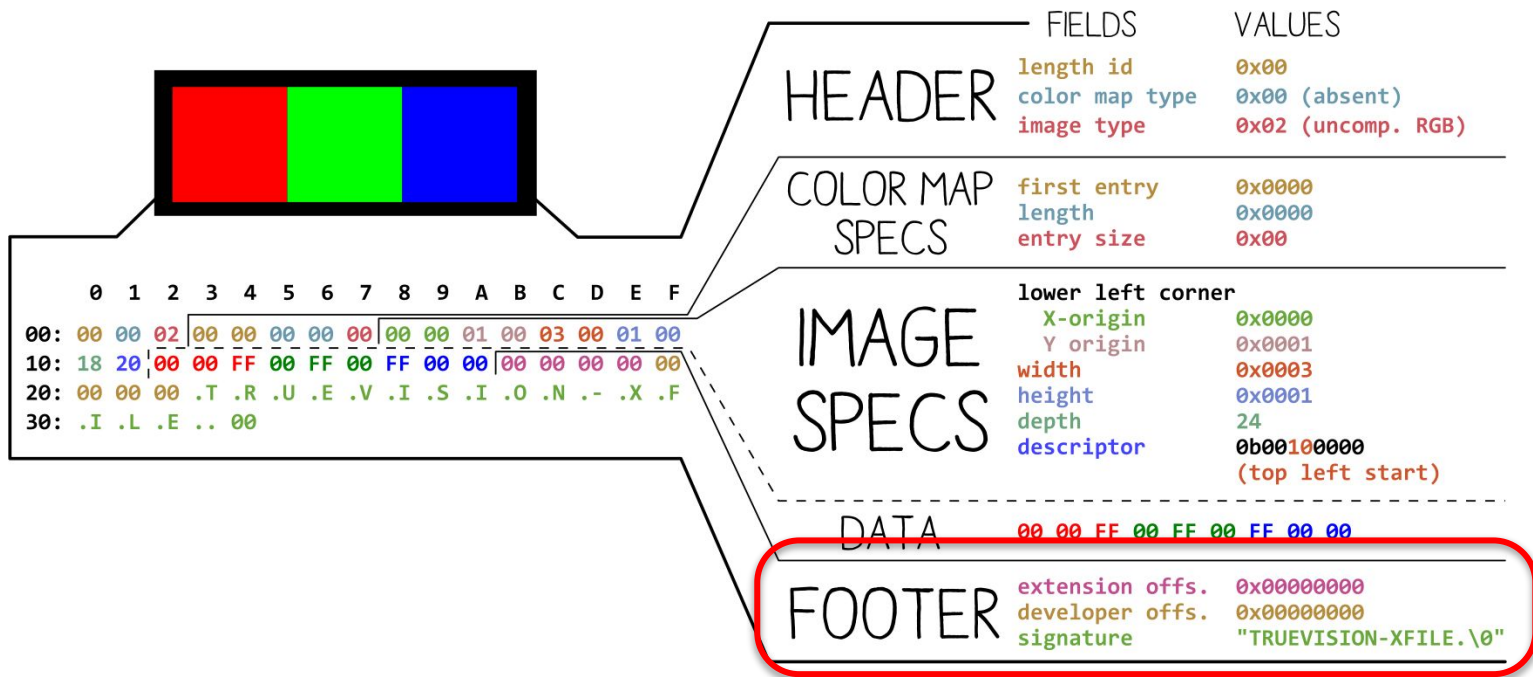 FIELDS VALUES
HEADER
length id 0x00
color map type 0x00 (absent)
image type 0x02 (uncomp. RGB)
COLOR MAP SPECS
first entry 0x0000
length 0x0000
entry size 0x00
0 1 2 3 4 5 6 7 8 9 A B C D E F
00: 00 00 02 00 00 00 00 00 00 00 01 00 03 00 01 00
10: 18 20 00 00 FF 00 FF 00 FF 00 00 00 00 00 00 00
20: 00 00 00 .T .R .U .E .V .I .S .I .O .N .- .X .F
30: .I .L .E .. 00
IMAGE SPECS
lower left corner
X-origin 0x0000
Y origin 0x0001
width 0x0003
height 0x0001
depth 24
descriptor 0b00100000
(top left start)
DATA 00 00 FF 00 FF 00 FF 00 00
FOOTER
extension offs. 0x00000000
developer offs. 0x00000000
signature "TRUEVISION-XFILE.\0"